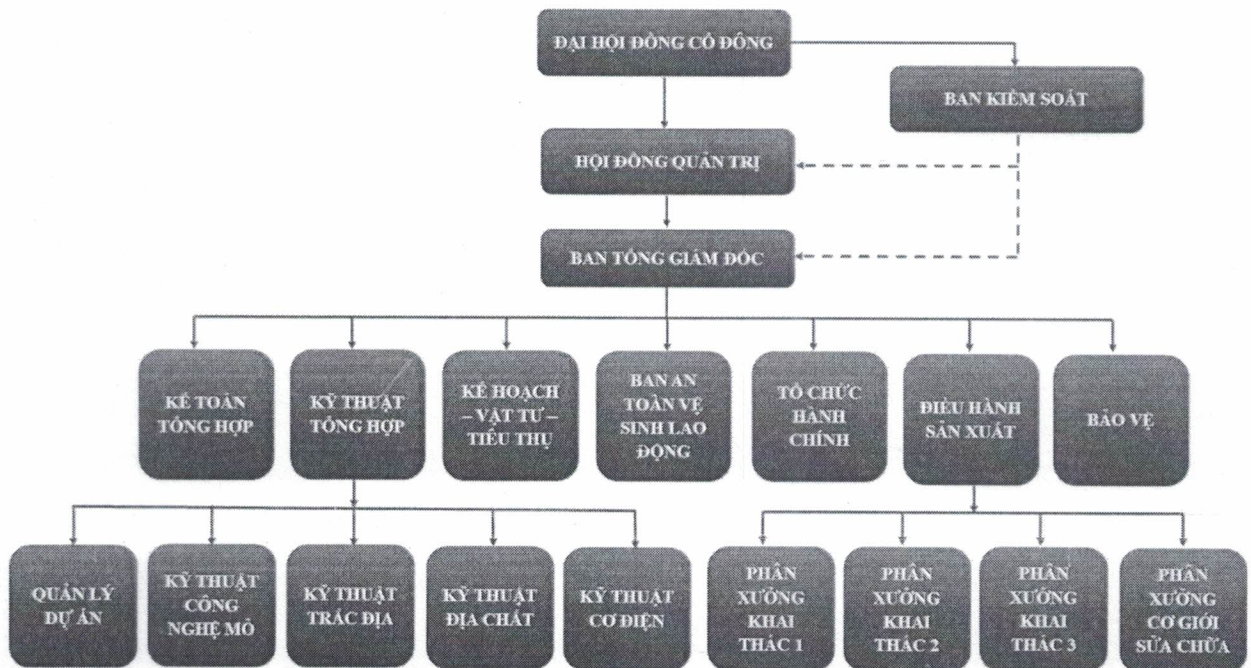 ĐẠI HỘI ĐỒNG CỔ ĐÔNG
BAN KIỂM SOÁT
HỘI ĐỒNG QUẢN TRỊ
BAN TỔNG GIÁM ĐỐC
KẾ TOÁN
TỔNG HỢP
KỸ THUẬT
TỔNG HỢP
KẾ HOẠCH
– VẬT TƯ –
TIÊU THỤ
BAN AN
TOÀN VỆ
SINH LAO
ĐỘNG
TỔ CHỨC
HÀNH
CHÍNH
ĐIỀU HÀNH
SẢN XUẤT
BẢO VỆ
QUẢN LÝ
DỰ ÁN
KỸ THUẬT
CÔNG
NGHỆ MỎ
KỸ THUẬT
TRẮC ĐỊA
KỸ THUẬT
ĐỊA CHẤT
KỸ THUẬT
CƠ ĐIỆN
PHÂN
XƯỞNG
KHAI
THÁC 1
PHÂN
XƯỞNG
KHAI
THÁC 2
PHÂN
XƯỞNG
KHAI
THÁC 3
PHÂN
XƯỞNG
CƠ GIỚI
SỬA CHỮA